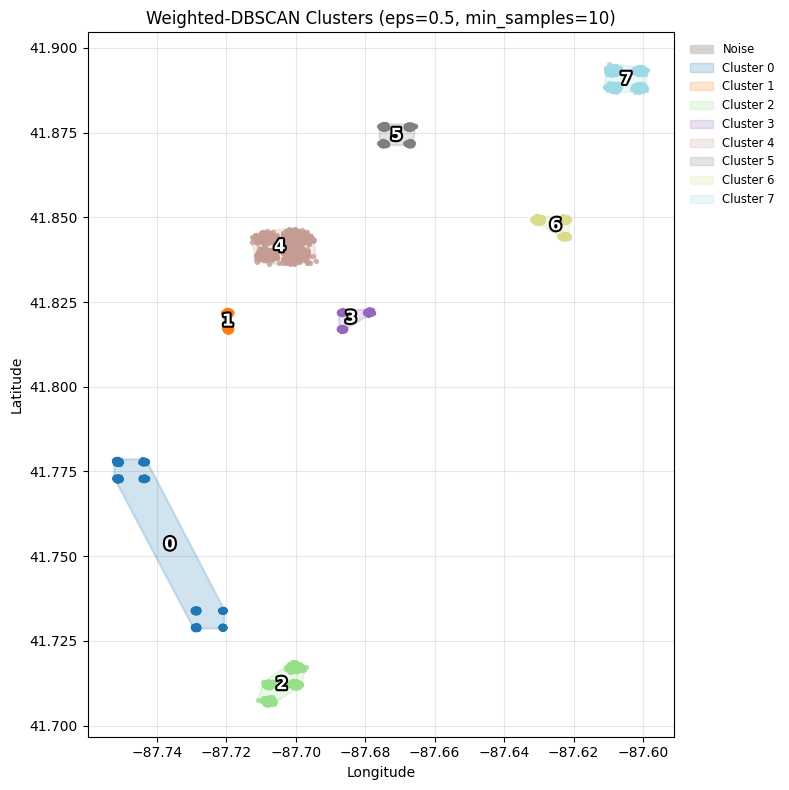 Weighted-DBSCAN Clusters (eps=0.5, min_samples=10)
41.900
41.875
41.850
41.825
41.800
41.775
41.750
41.725
41.700
Latitude
7
5
6
4
1
3
0
2
−87.74
−87.72
−87.70
−87.68
−87.66
−87.64
−87.62
−87.60
Longitude
Noise
Cluster 0
Cluster 1
Cluster 2
Cluster 3
Cluster 4
Cluster 5
Cluster 6
Cluster 7